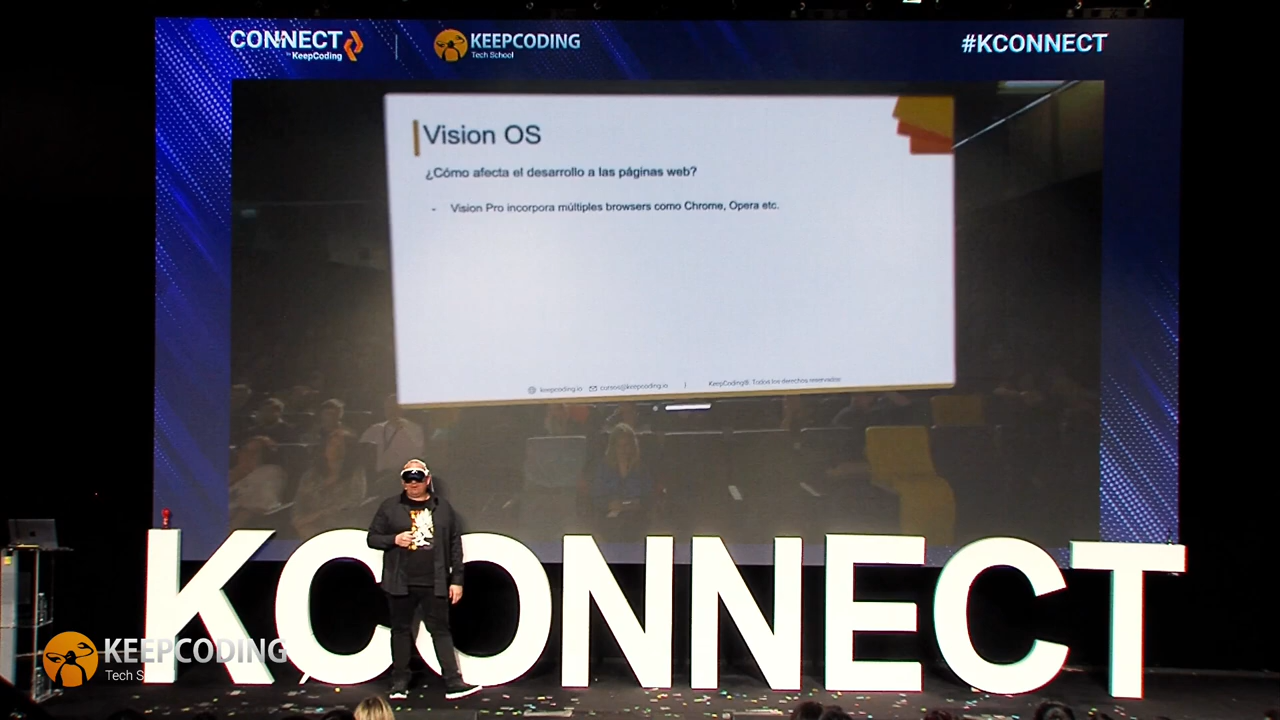 CONNECT
by KeepCoding
KEEPCODING
Tech School
#KCONNECT
Vision OS
¿Cómo afecta el desarrollo a las páginas web?
- Vision Pro incorpora múltiples browsers como Chrome, Opera etc.
keepcoding.io cursos@keepcoding.io | KeepCoding®. Todos los derechos reservados
KCONNECT
KEEPCODING
Tech S